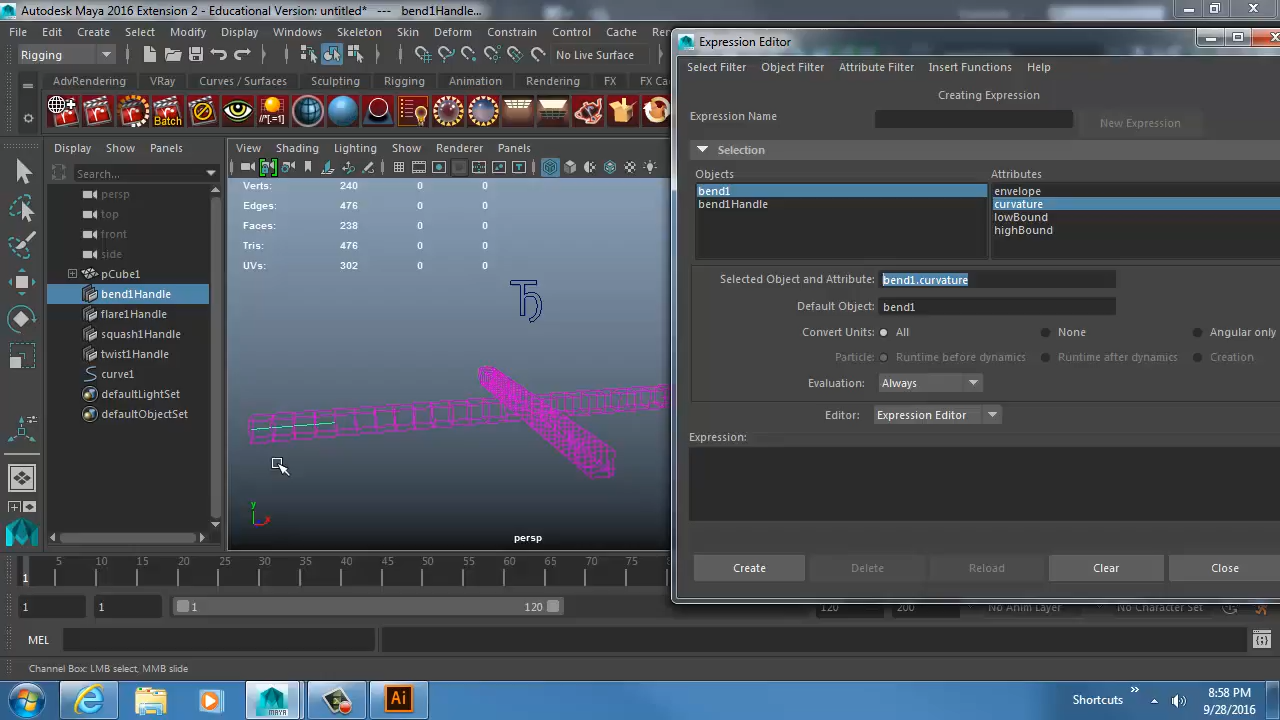 Autodesk Maya 2016 Extension 2 - Educational Version: untitled* --- bend1Handle...
File Edit Create Select Modify Display Windows Skeleton Skin Deform Constrain Control Cache
Rigging
No Live Surface
AdvRendering VRay Curves / Surfaces Sculpting Rigging Animation Rendering FX FX Ca
Batch
//*[.=1]
Display Show Panels
Search...
persp
top
front
side
pCube1
bend1Handle
flare1Handle
squash1Handle
twist1Handle
curve1
defaultLightSet
defaultObjectSet
View Shading Lighting Show Renderer Panels
Verts: 240 0 0
Edges: 476 0 0
Faces: 238 0 0
Tris: 476 0 0
UVs: 302 0 0
y
x
persp
Expression Editor
Select Filter Object Filter Attribute Filter Insert Functions Help
Creating Expression
Expression Name
New Expression
Selection
Objects Attributes
bend1
bend1Handle
envelope
curvature
lowBound
highBound
Selected Object and Attribute: bend1.curvature
Default Object: bend1
Convert Units: All None Angular only
Particle: Runtime before dynamics Runtime after dynamics Creation
Evaluation: Always
Editor: Expression Editor
Expression:
Create Delete Reload Clear Close
1 5 10 15 20 25 30 35 40 45 50 55 60 65 70 75 80
1 1 1 120 120 200 No Anim Layer No Character Set
MEL
Channel Box: LMB select, MMB slide
MAYA
Ai
Shortcuts
8:58 PM
9/28/2016